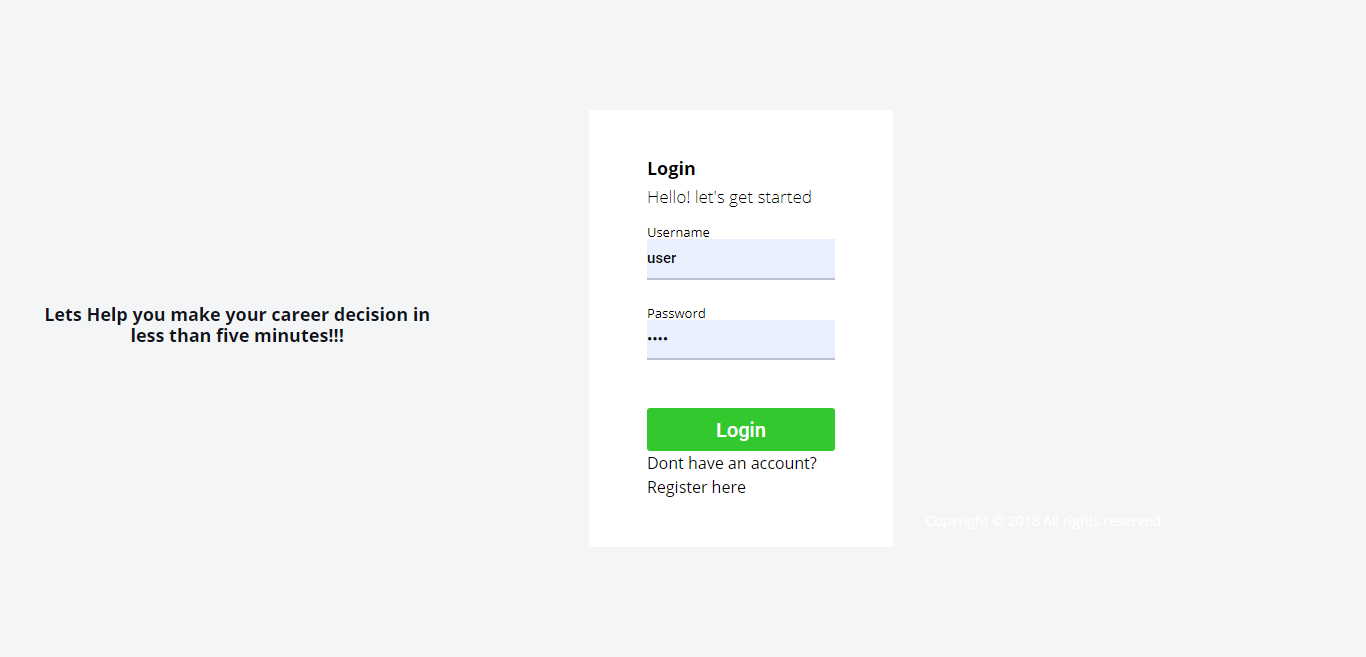 Lets Help you make your career decision in
less than five minutes!!!
Login
Hello! let's get started
Username
user
Password
••••
Login
Dont have an account?
Register here
Copyright © 2018 All rights reserved.